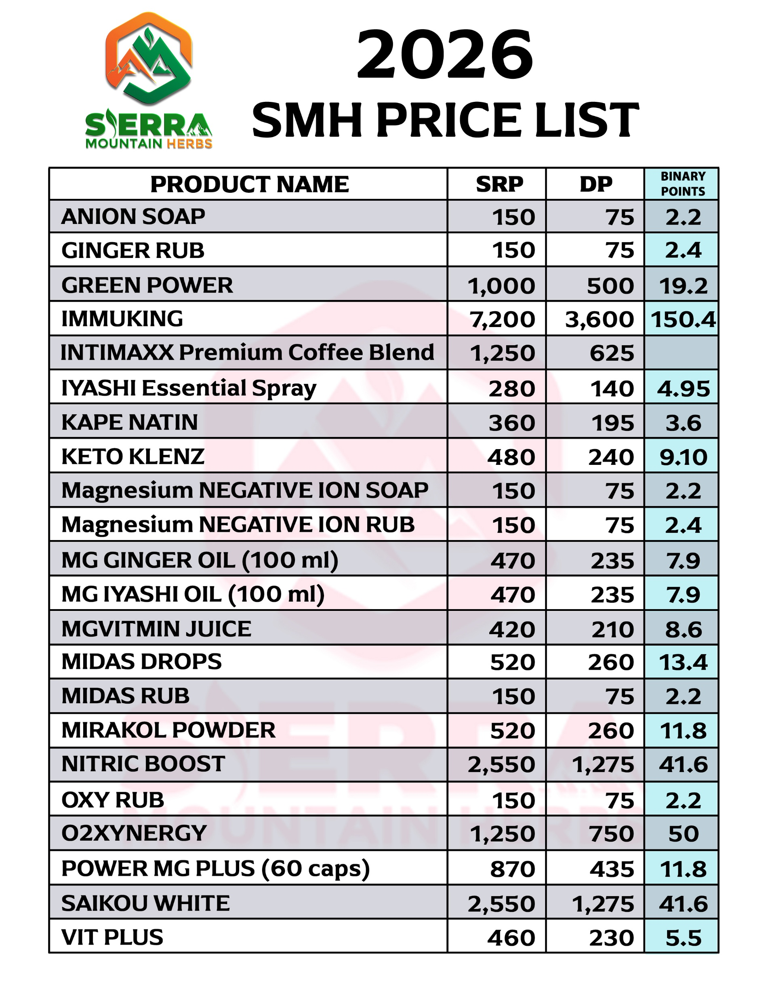 SIERRA
MOUNTAIN HERBS
2026
SMH PRICE LIST
PRODUCT NAME SRP DP BINARY POINTS
ANION SOAP 150 75 2.2
GINGER RUB 150 75 2.4
GREEN POWER 1,000 500 19.2
IMMUKING 7,200 3,600 150.4
INTIMAXX Premium Coffee Blend 1,250 625
IYASHI Essential Spray 280 140 4.95
KAPE NATIN 360 195 3.6
KETO KLENZ 480 240 9.10
Magnesium NEGATIVE ION SOAP 150 75 2.2
Magnesium NEGATIVE ION RUB 150 75 2.4
MG GINGER OIL (100 ml) 470 235 7.9
MG IYASHI OIL (100 ml) 470 235 7.9
MGVITMIN JUICE 420 210 8.6
MIDAS DROPS 520 260 13.4
MIDAS RUB 150 75 2.2
MIRAKOL POWDER 520 260 11.8
NITRIC BOOST 2,550 1,275 41.6
OXY RUB 150 75 2.2
O2XYNERGY 1,250 750 50
POWER MG PLUS (60 caps) 870 435 11.8
SAIKOU WHITE 2,550 1,275 41.6
VIT PLUS 460 230 5.5
SIERRA
MOUNTAIN HERBS